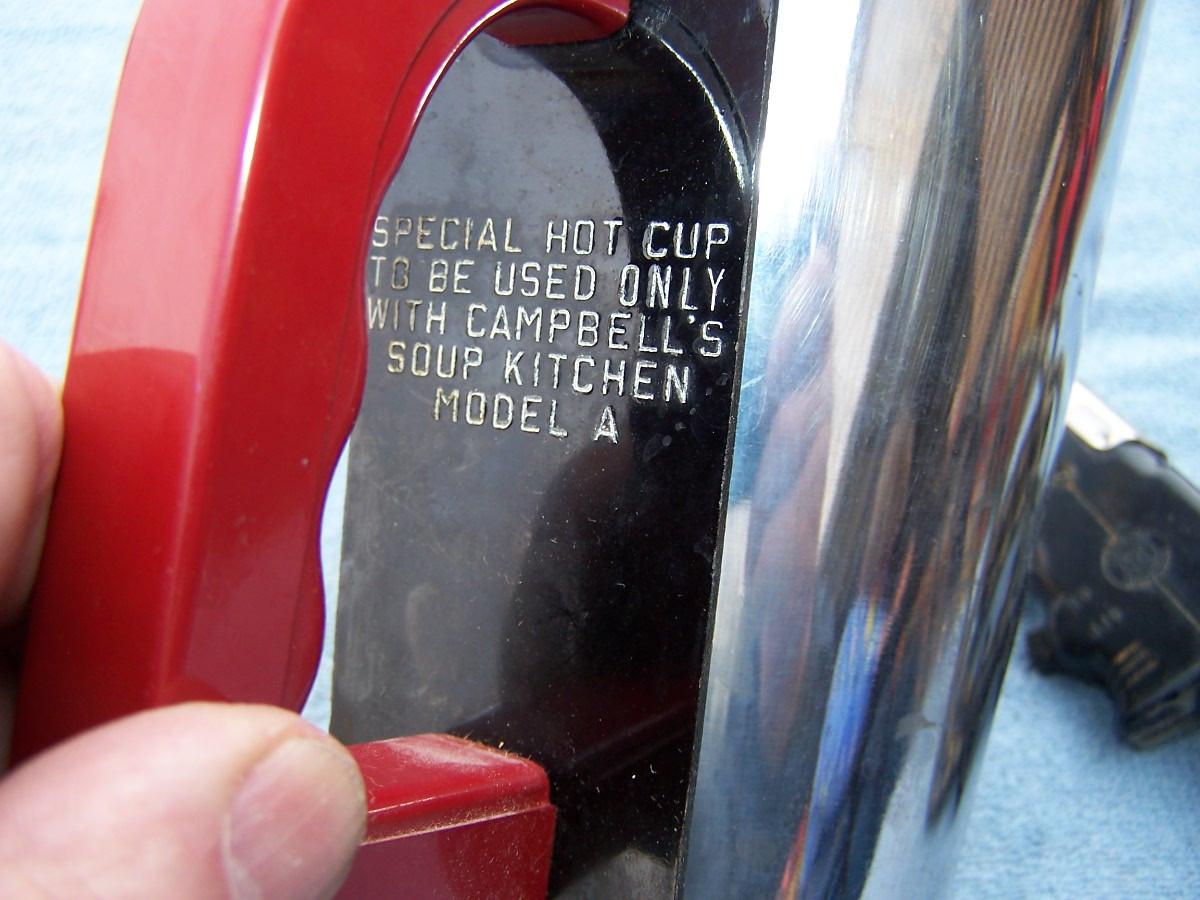 SPECIAL HOT CUP
TO BE USED ONLY
WITH CAMPBELL'S
SOUP KITCHEN
MODEL A